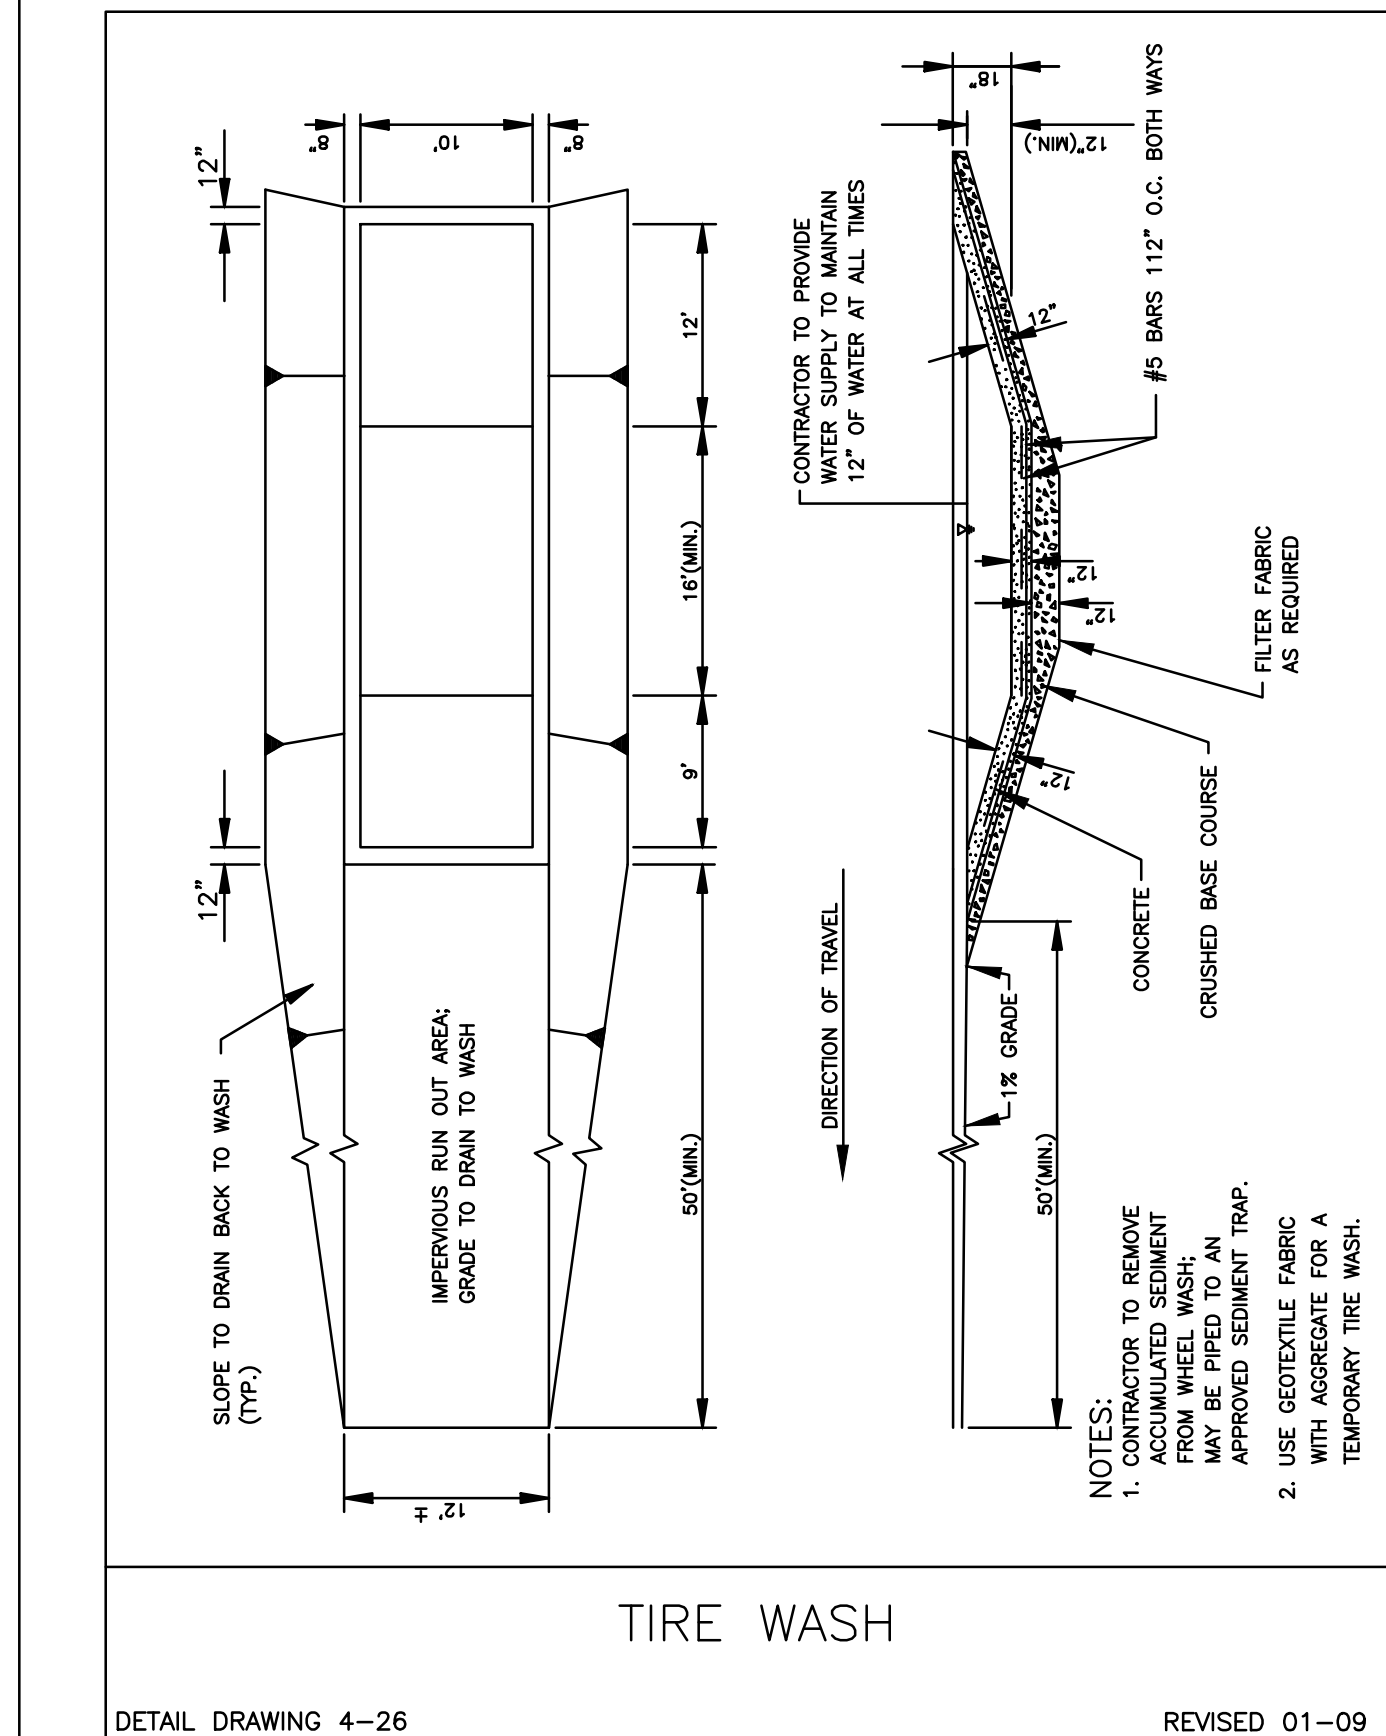 12"
8"
10'
8"
12'
16'(MIN.)
9'
12"
50'(MIN.)
SLOPE TO DRAIN BACK TO WASH
(TYP.)
IMPERVIOUS RUN OUT AREA;
GRADE TO DRAIN TO WASH
12' ±
CONTRACTOR TO PROVIDE
WATER SUPPLY TO MAINTAIN
12" OF WATER AT ALL TIMES
18"
12"(MIN.)
#5 BARS 112" O.C. BOTH WAYS
12"
12"
12"
12"
FILTER FABRIC
AS REQUIRED
CRUSHED BASE COURSE
CONCRETE
DIRECTION OF TRAVEL
1% GRADE
50'(MIN.)
NOTES:
1. CONTRACTOR TO REMOVE
ACCUMULATED SEDIMENT
FROM WHEEL WASH;
MAY BE PIPED TO AN
APPROVED SEDIMENT TRAP.
2. USE GEOTEXTILE FABRIC
WITH AGGREGATE FOR A
TEMPORARY TIRE WASH.
TIRE WASH
DETAIL DRAWING 4-26
REVISED 01-09